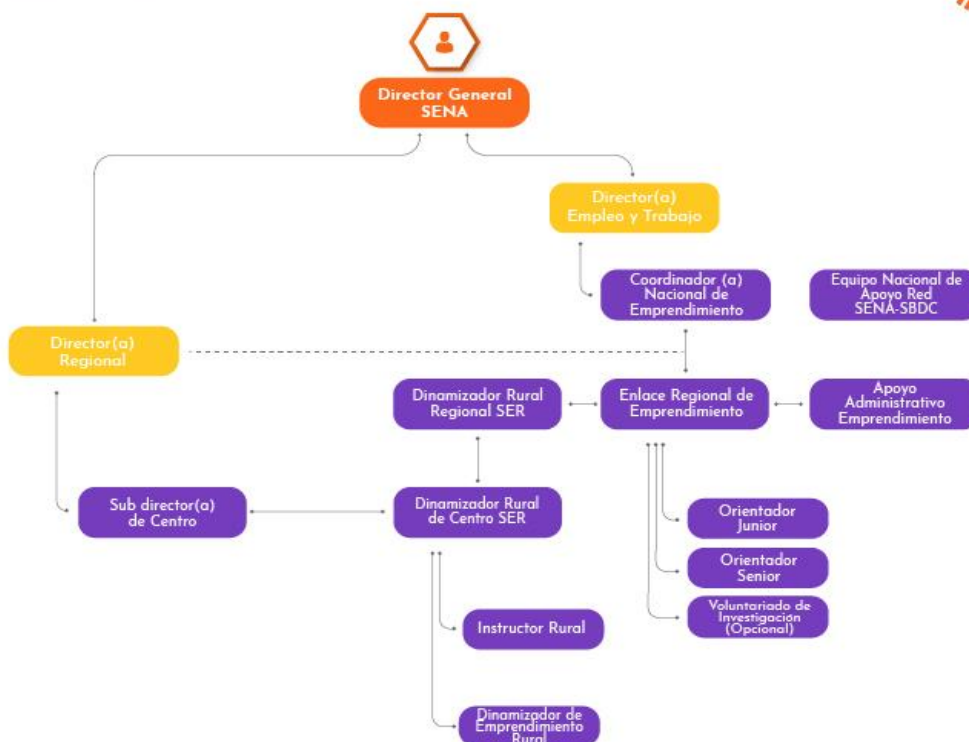 Director General
SENA
Director(a)
Empleo y Trabajo
Coordinador (a)
Nacional de
Emprendimiento
Equipo Nacional de
Apoyo Red
SENA-SBDC
Director(a)
Regional
Dinamizador Rural
Regional SER
Enlace Regional de
Emprendimiento
Apoyo
Administrativo
Emprendimiento
Sub director(a)
de Centro
Dinamizador Rural
de Centro SER
Orientador
Junior
Orientador
Senior
Voluntariado de
Investigación
(Opcional)
Instructor Rural
Dinamizador de
Emprendimiento
Rural